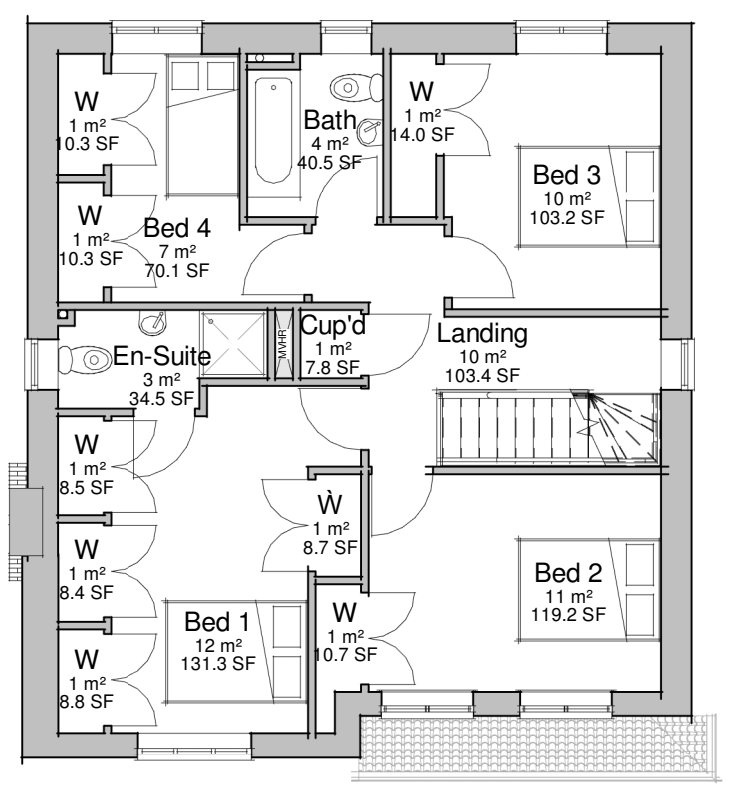 W
1 m²
10.3 SF
W
1 m²
10.3 SF
Bed 4
7 m²
70.1 SF
Bath
4 m²
40.5 SF
W
1 m²
14.0 SF
Bed 3
10 m²
103.2 SF
En-Suite
3 m²
34.5 SF
MVHR
Cup'd
1 m²
7.8 SF
Landing
10 m²
103.4 SF
W
1 m²
8.5 SF
W
1 m²
8.4 SF
W
1 m²
8.8 SF
Bed 1
12 m²
131.3 SF
W
1 m²
8.7 SF
W
1 m²
10.7 SF
Bed 2
11 m²
119.2 SF